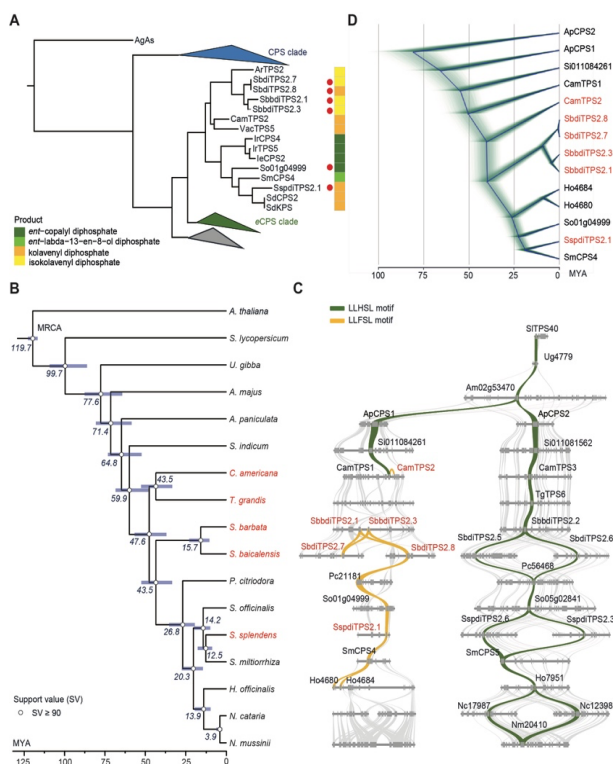 A
AgAs
CPS clade
ArTPS2
SbdiTPS2.7
SbdiTPS2.8
SbbdiTPS2.1
SbbdiTPS2.3
CamTPS2
VacTPS5
IrCPS4
IrTPS5
IeCPS2
So01g04999
SmCPS4
SspdiTPS2.1
SdCPS2
SdKPS
eCPS clade
Product
ent-copalyl diphosphate
ent-labda-13-en-8-ol diphosphate
kolavenyl diphosphate
isokolavenyl diphosphate
D
ApCPS2
ApCPS1
Si011084261
CamTPS1
CamTPS2
SbdiTPS2.8
SbdiTPS2.7
SbbdiTPS2.3
SbbdiTPS2.1
Ho4684
Ho4680
So01g04999
SspdiTPS2.1
SmCPS4
100
75
50
25
0
MYA
B
A. thaliana
MRCA
119.7
S. lycopersicum
99.7
U. gibba
77.6
A. majus
71.4
A. paniculata
64.8
S. indicum
59.9
C. americana
43.5
T. grandis
47.6
S. barbata
15.7
S. baicalensis
43.5
P. citriodora
26.8
S. officinalis
14.2
S. splendens
12.5
S. miltiorrhiza
20.3
H. officinalis
13.9
N. cataria
3.9
N. mussinii
Support value (SV)
SV ≥ 90
MYA
125
100
75
50
25
0
C
LLHSL motif
LLFSL motif
SlTPS40
Ug4779
Am02g53470
ApCPS1
ApCPS2
Si011084261
Si011081562
CamTPS1
CamTPS2
CamTPS3
TgTPS6
SbbdiTPS2.1
SbbdiTPS2.3
SbbdiTPS2.2
SbdiTPS2.7
SbdiTPS2.8
SbdiTPS2.5
SbdiTPS2.6
Pc21181
Pc56468
So01g04999
So05g02841
SspdiTPS2.1
SspdiTPS2.6
SspdiTPS2.3
SmCPS4
SmCPS5
Ho4680
Ho4684
Ho7951
Nc17987
Nc12398
Nm20410